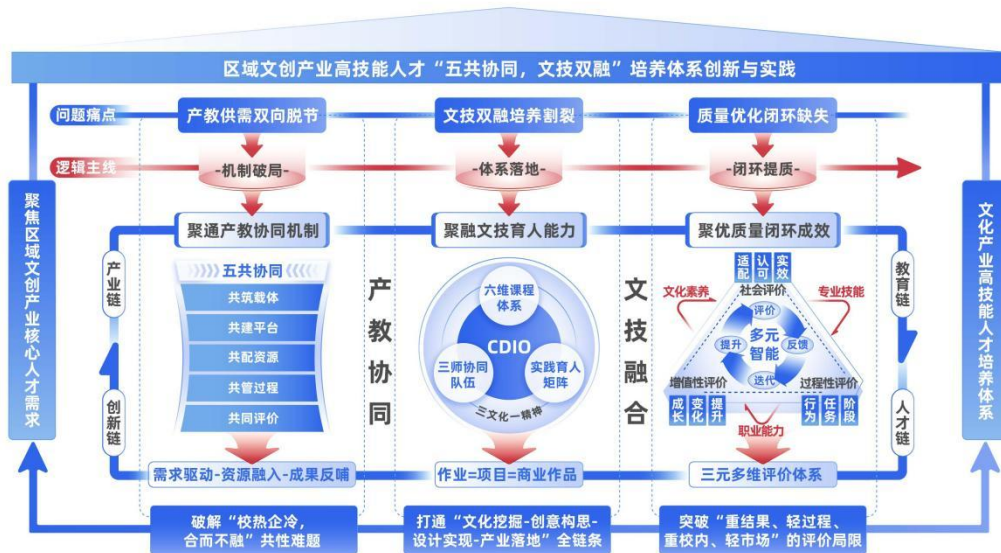 区域文创产业高技能人才“五共协同，文技双融”培养体系创新与实践
问题痛点
产教供需双向脱节
文技双融培养割裂
质量优化闭环缺失
逻辑主线
-机制破局-
-体系落地-
-闭环提质-
聚焦区域文创产业核心人才需求
文化产业高技能人才培养体系
聚通产教协同机制
聚融文技育人能力
聚优质量闭环成效
产业链
创新链
教育链
人才链
五共协同
共筑载体
共建平台
共配资源
共管过程
共同评价
产教协同
六维课程
体系
CDIO
三师协同
队伍
实践育人
矩阵
三文化一精神
文技融合
适配
认可
实效
社会评价
文化素养
专业技能
评价
提升
多元
智能
反馈
迭代
增值性评价
过程性评价
成长
变化
提升
行为
任务
阶段
职业能力
需求驱动-资源融入-成果反哺
作业=项目=商业作品
三元多维评价体系
破解“校热企冷，
合而不融”共性难题
打通“文化挖掘-创意构思-
设计实现-产业落地”全链条
突破“重结果、轻过程、
重校内、轻市场”的评价局限